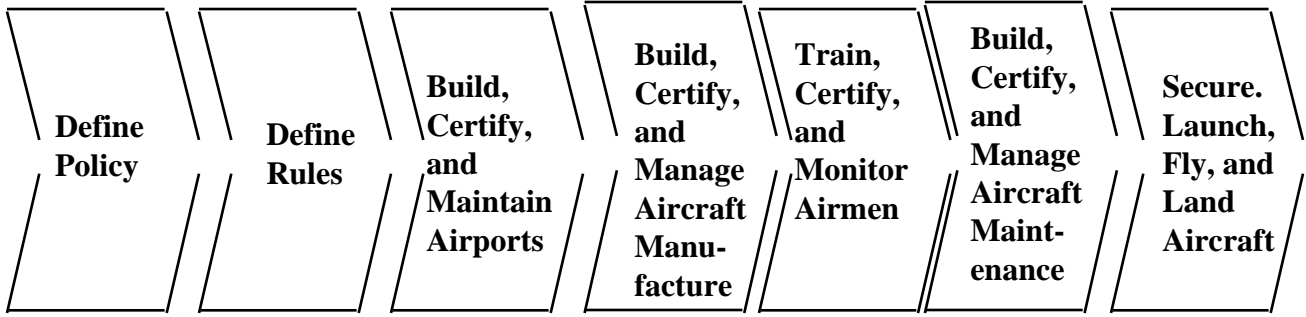 Define
Policy
Define
Rules
Build,
Certify,
and
Maintain
Airports
Build,
Certify,
and
Manage
Aircraft
Manu-
facture
Train,
Certify,
and
Monitor
Airmen
Build,
Certify,
and
Manage
Aircraft
Maint-
enance
Secure.
Launch,
Fly, and
Land
Aircraft